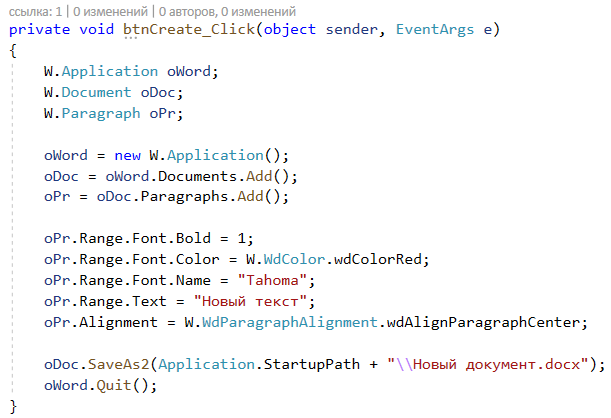 ссылка: 1 | 0 изменений | 0 авторов, 0 изменений
private void btnCreate_Click(object sender, EventArgs e)
{
    W.Application oWord;
    W.Document oDoc;
    W.Paragraph oPr;

    oWord = new W.Application();
    oDoc = oWord.Documents.Add();
    oPr = oDoc.Paragraphs.Add();

    oPr.Range.Font.Bold = 1;
    oPr.Range.Font.Color = W.WdColor.wdColorRed;
    oPr.Range.Font.Name = "Tahoma";
    oPr.Range.Text = "Новый текст";
    oPr.Alignment = W.WdParagraphAlignment.wdAlignParagraphCenter;

    oDoc.SaveAs2(Application.StartupPath + "\\Новый документ.docx");
    oWord.Quit();
}